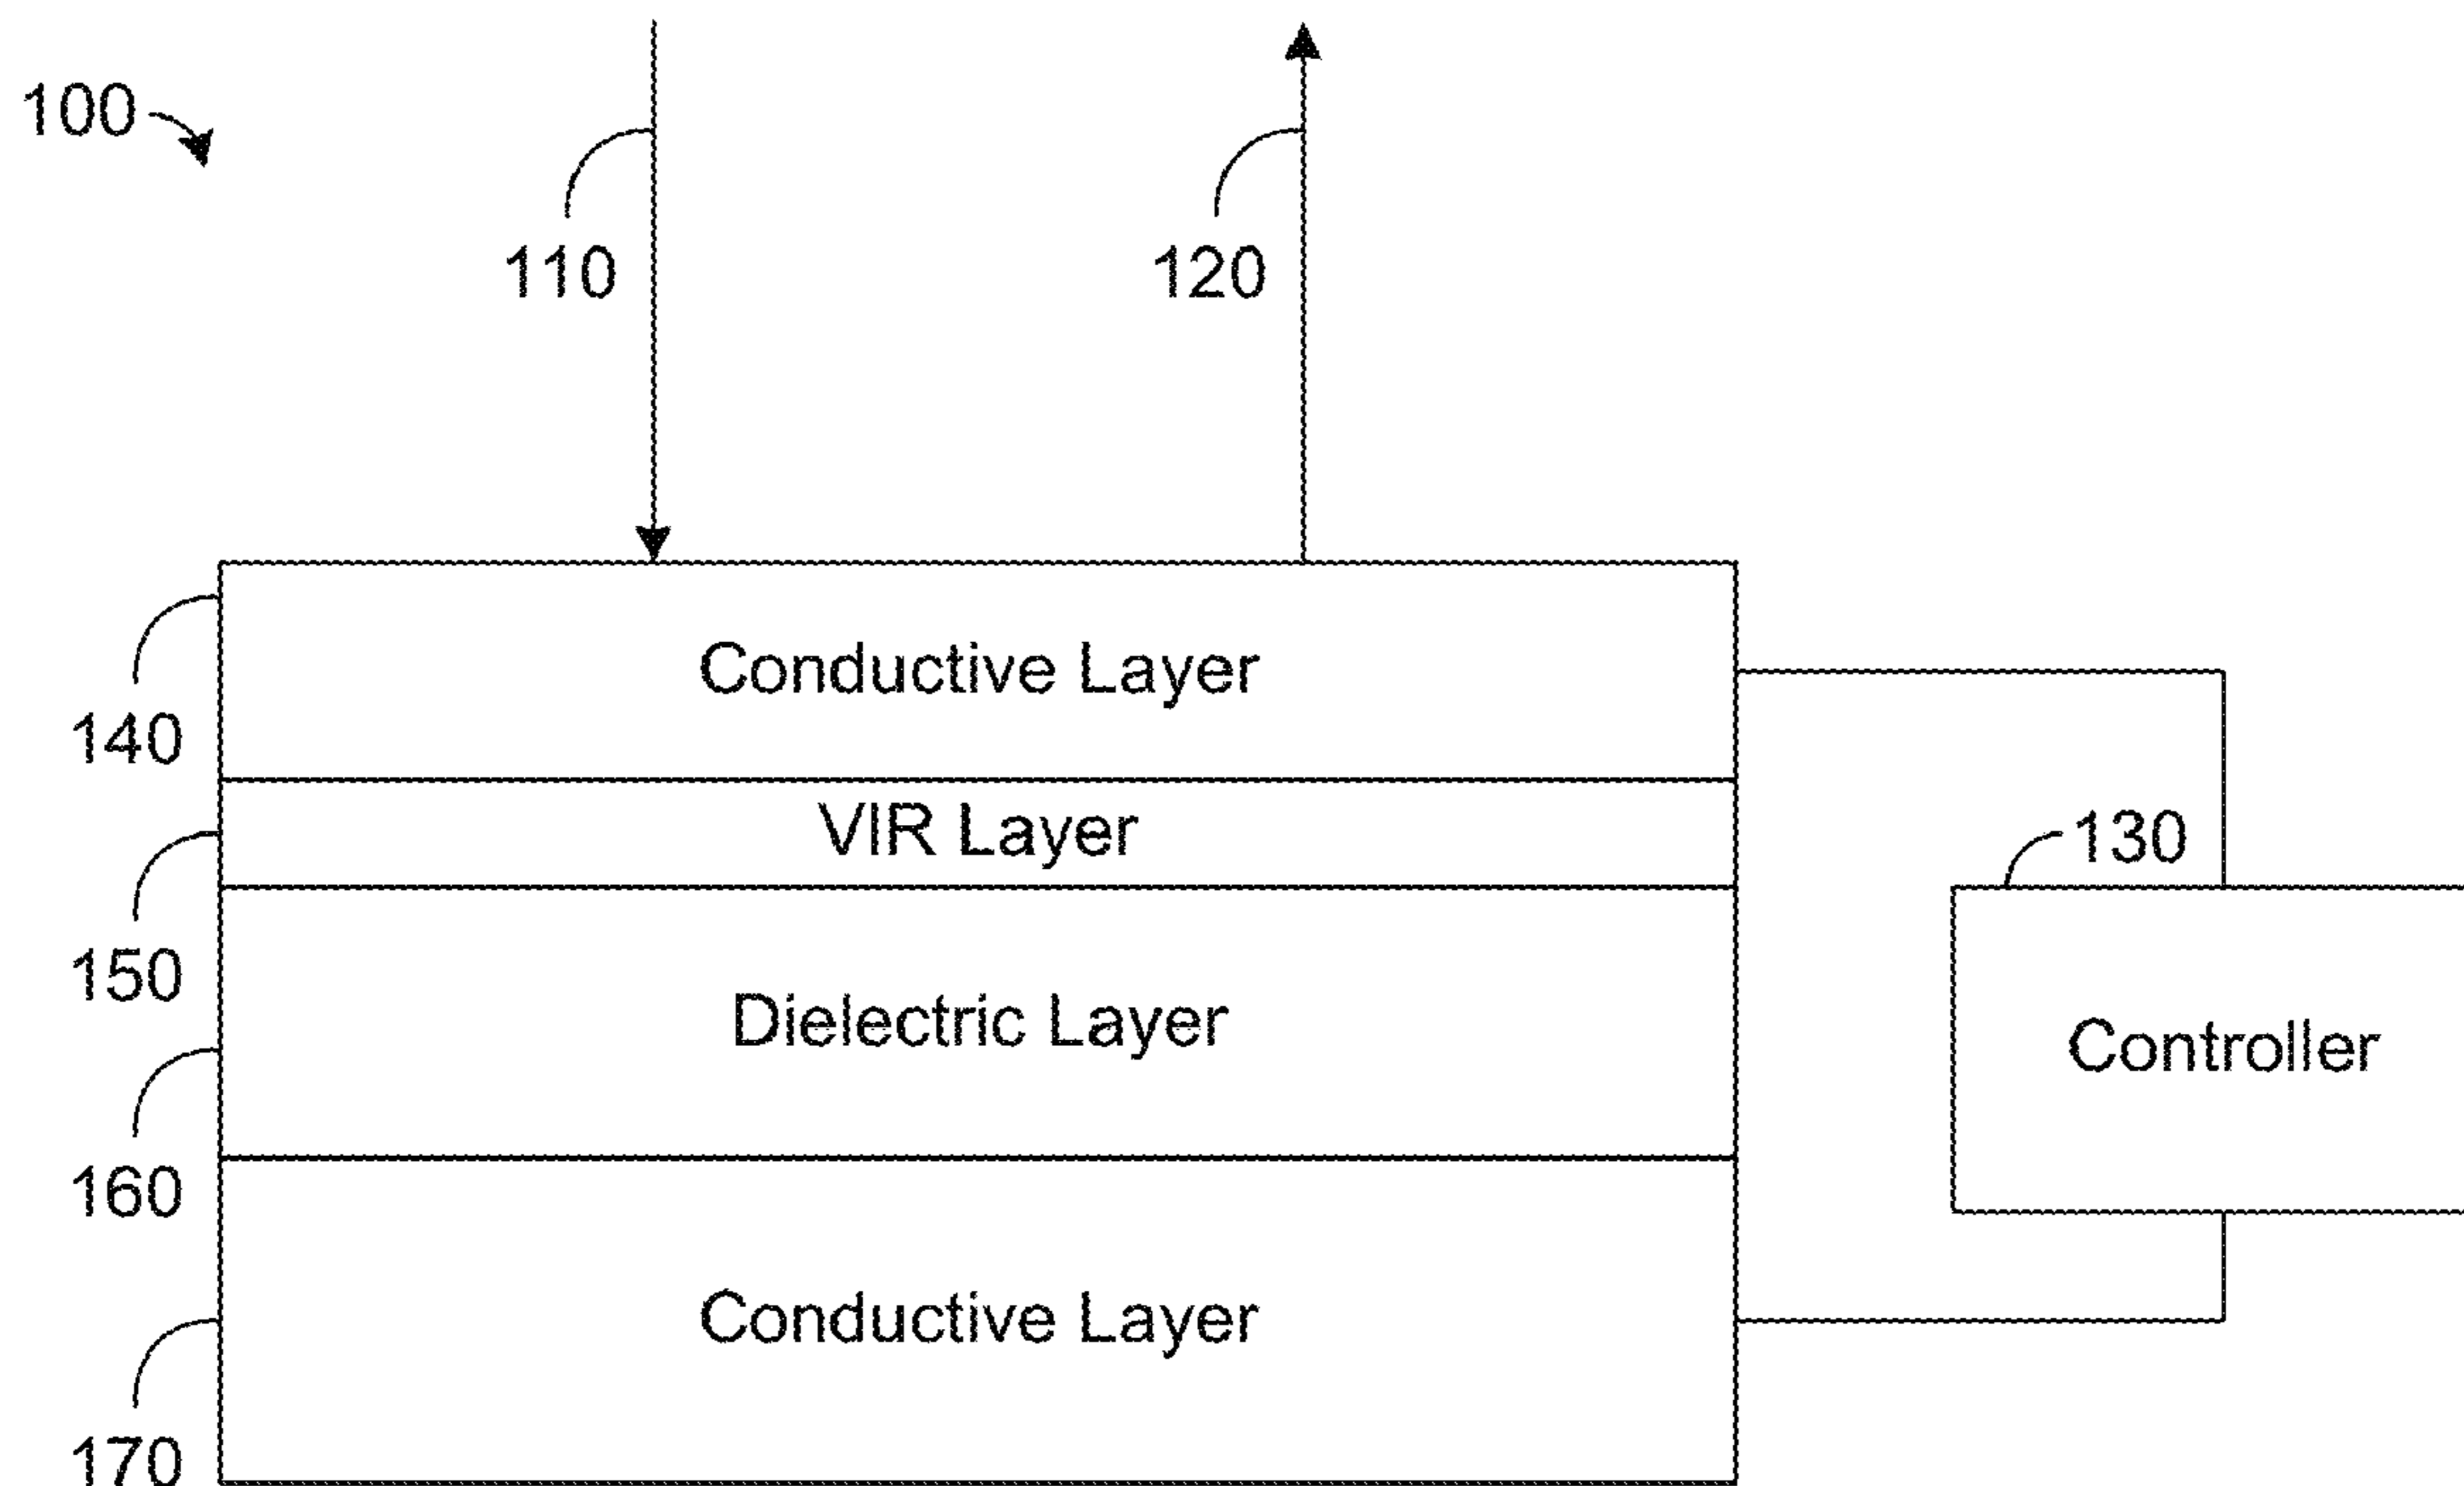 100
110
120
Conductive Layer
140
VIR Layer
130
150
Dielectric Layer
Controller
160
Conductive Layer
170